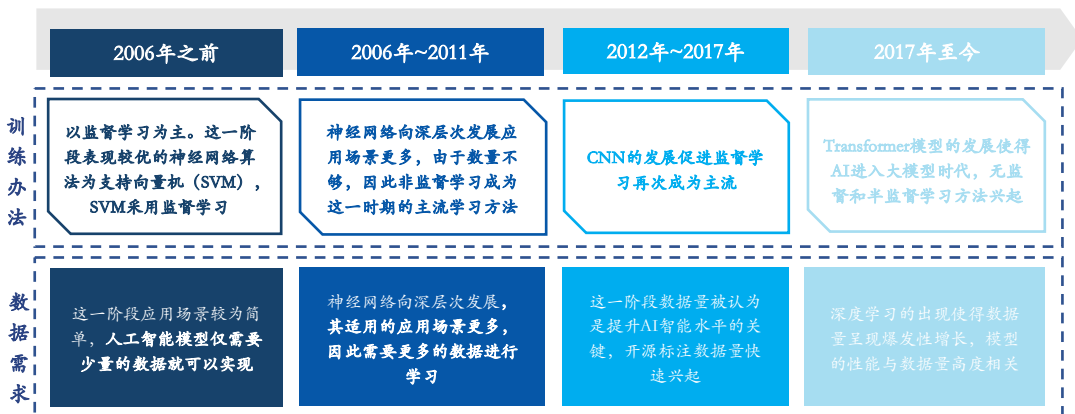 2006年之前
2006年~2011年
2012年~2017年
2017年至今
训练办法
以监督学习为主。这一阶
段表现较优的神经网络算
法为支持向量机（SVM），
SVM采用监督学习
神经网络向深层次发展应
用场景更多，由于数量不
够，因此非监督学习成为
这一时期的主流学习方法
CNN的发展促进监督学
习再次成为主流
Transformer模型的发展使得
AI进入大模型时代，无监
督和半监督学习方法兴起
数据需求
这一阶段应用场景较为简
单，人工智能模型仅需要
少量的数据就可以实现
神经网络向深层次发展，
其适用的应用场景更多，
因此需要更多的数据进行
学习
这一阶段数据量被认为
是提升AI智能水平的关
键，开源标注数据量快
速兴起
深度学习的出现使得数据
量呈现爆发性增长，模型
的性能与数据量高度相关